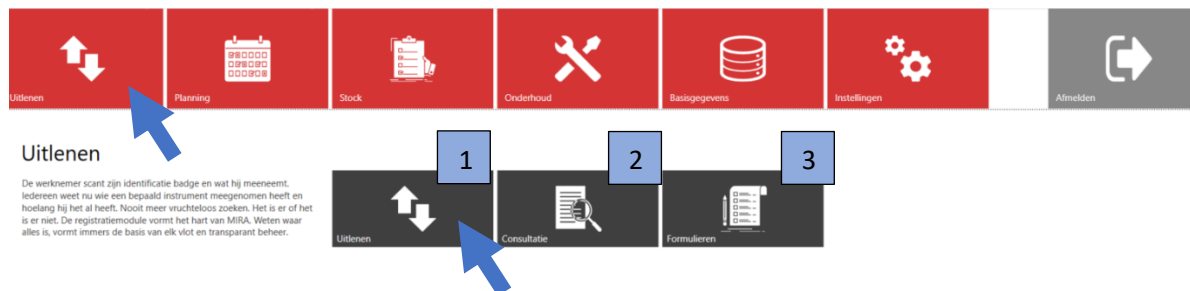 Uitlenen
Planning
Stock
Onderhoud
Basisgegevens
Instellingen
Afmelden
Uitlenen
De werknemer scant zijn identificatie badge en wat hij meeneemt.
Iedereen weet nu wie een bepaald instrument meegenomen heeft en
hoelang hij het al heeft. Nooit meer vruchteloos zoeken. Het is er of het
is er niet. De registratiemodule vormt het hart van MIRA. Weten waar
alles is, vormt immers de basis van elk vlot en transparant beheer.
1
Uitlenen
2
Consultatie
3
Formulieren